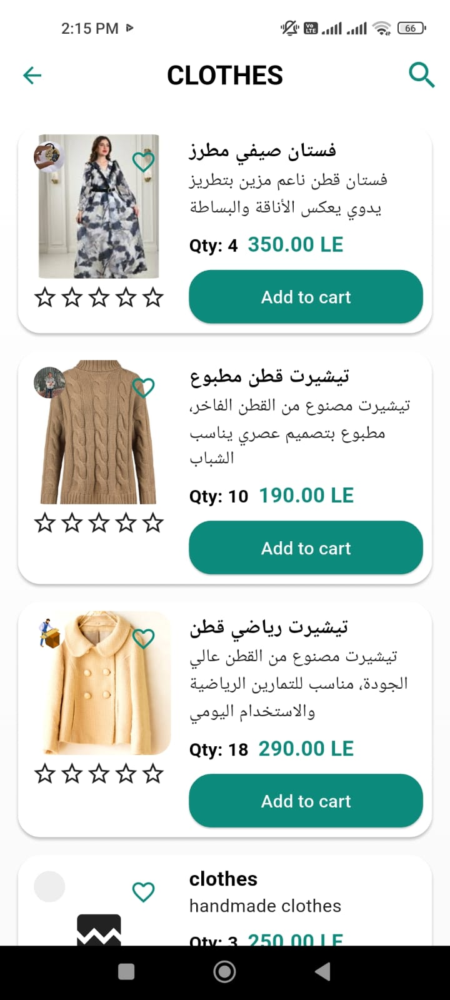 2:15 PM
Vo LTE
66
CLOTHES
فستان صيفي مطرز
فستان قطن ناعم مزين بتطريز
يدوي يعكس الأناقة والبساطة
Qty: 4 350.00 LE
Add to cart
تيشيرت قطن مطبوع
تيشيرت مصنوع من القطن الفاخر،
مطبوع بتصميم عصري يناسب
الشباب
Qty: 10 190.00 LE
Add to cart
تيشيرت رياضي قطن
تيشيرت مصنوع من القطن عالي
الجودة، مناسب للتمارين الرياضية
والاستخدام اليومي
Qty: 18 290.00 LE
Add to cart
clothes
handmade clothes
Qty: 3 250.00 LE